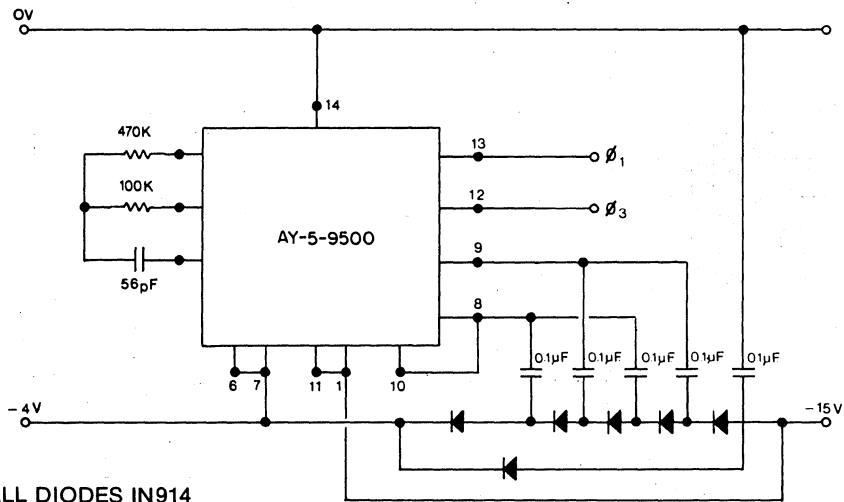 0V
14
470K
13
Ø1
100K
12
Ø3
AY-5-9500
9
56pF
8
0.1µF 0.1µF 0.1µF 0.1µF 0.1µF
6 7 11 1 10
-4V
-15V
LL DIODES IN914